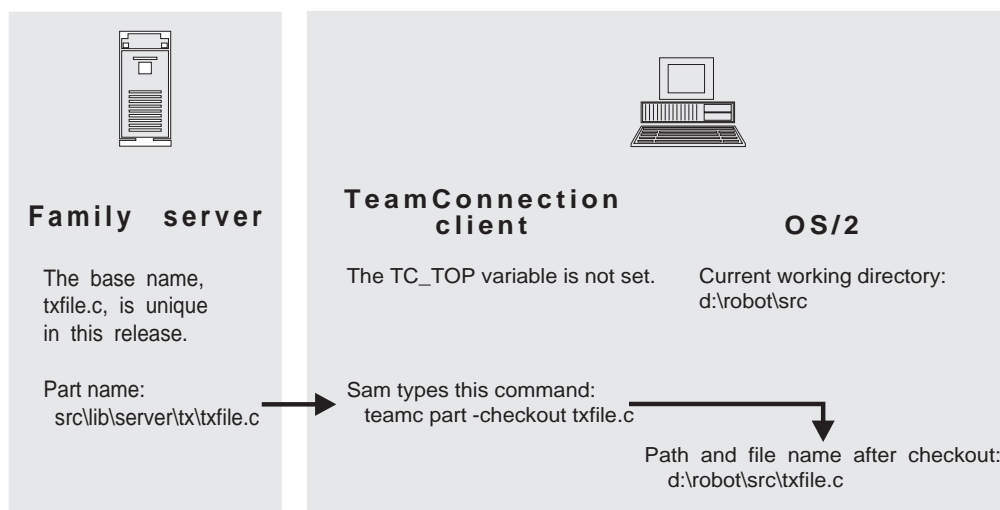 Family server
The base name,
txfile.c, is unique
in this release.
Part name:
src\lib\server\tx\txfile.c
TeamConnection
client
The TC_TOP variable is not set.
Sam types this command:
teamc part -checkout txfile.c
OS/2
Current working directory:
d:\robot\src
Path and file name after checkout:
d:\robot\src\txfile.c